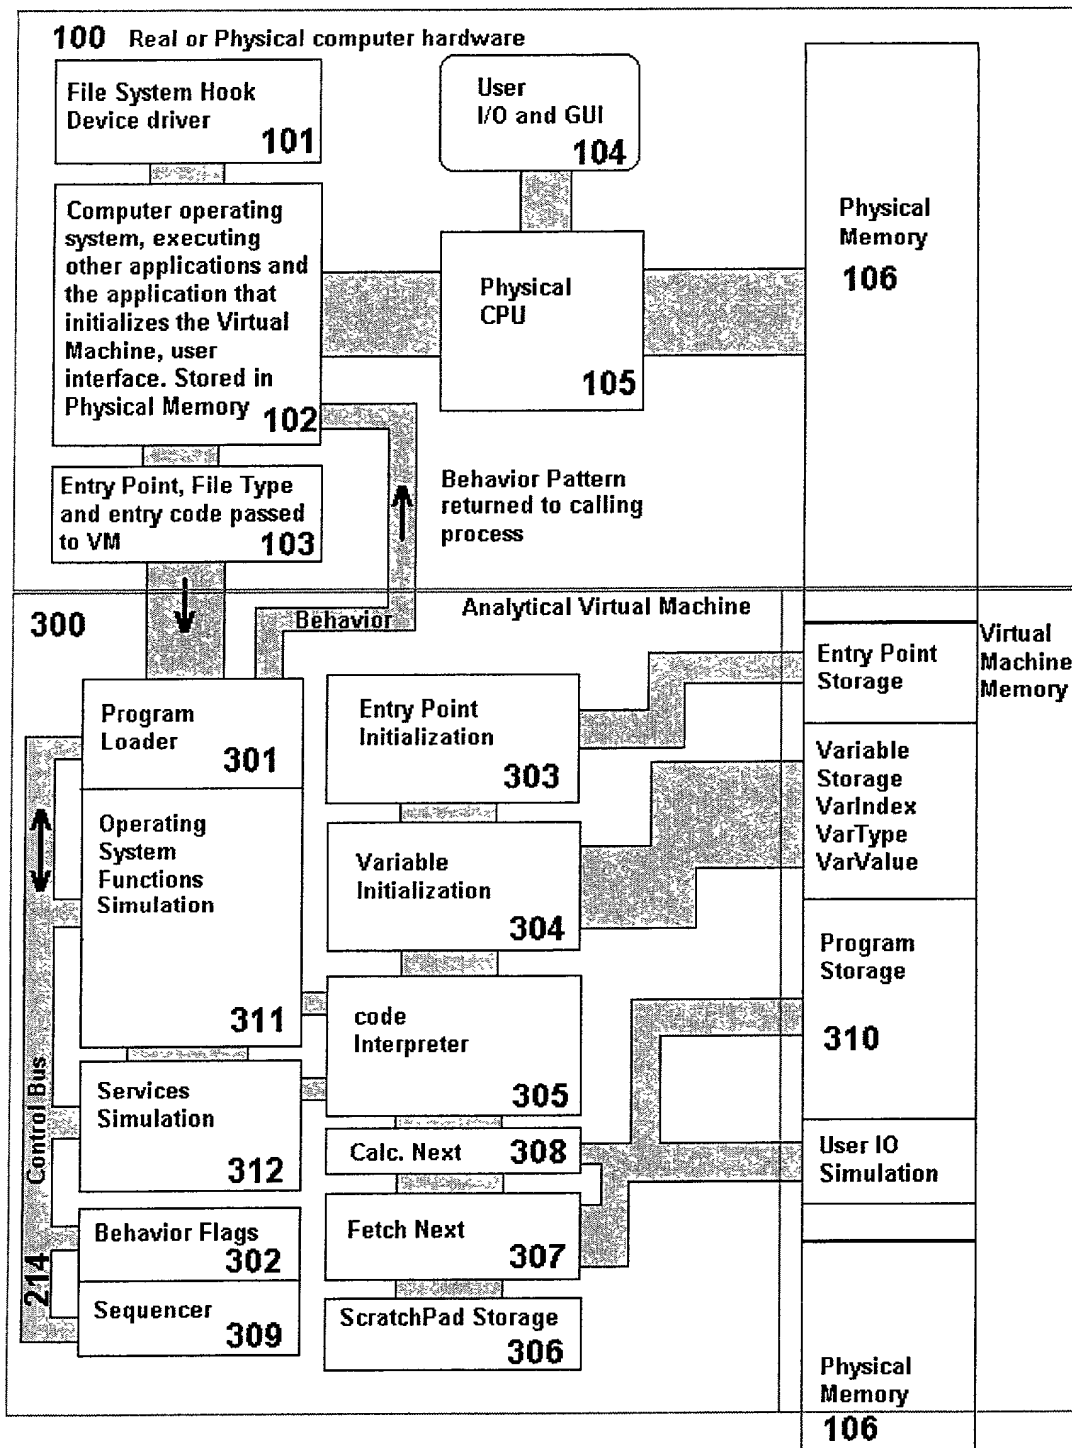 100 Real or Physical computer hardware
File System Hook
Device driver
101
User
I/O and GUI
104
Computer operating
system, executing
other applications and
the application that
initializes the Virtual
Machine, user
interface. Stored in
Physical Memory
102
Physical
CPU
105
Physical
Memory
106
Entry Point, File Type
and entry code passed
to VM
103
Behavior Pattern
returned to calling
process
300
Behavior
Analytical Virtual Machine
Virtual
Machine
Memory
Program
Loader
301
Operating
System
Functions
Simulation
311
Services
Simulation
312
Behavior Flags
302
Sequencer
309
214 Control Bus
Entry Point
Initialization
303
Variable
Initialization
304
code
Interpreter
305
Calc. Next 308
Fetch Next
307
ScratchPad Storage
306
Entry Point
Storage
Variable
Storage
VarIndex
VarType
VarValue
Program
Storage
310
User IO
Simulation
Physical
Memory
106